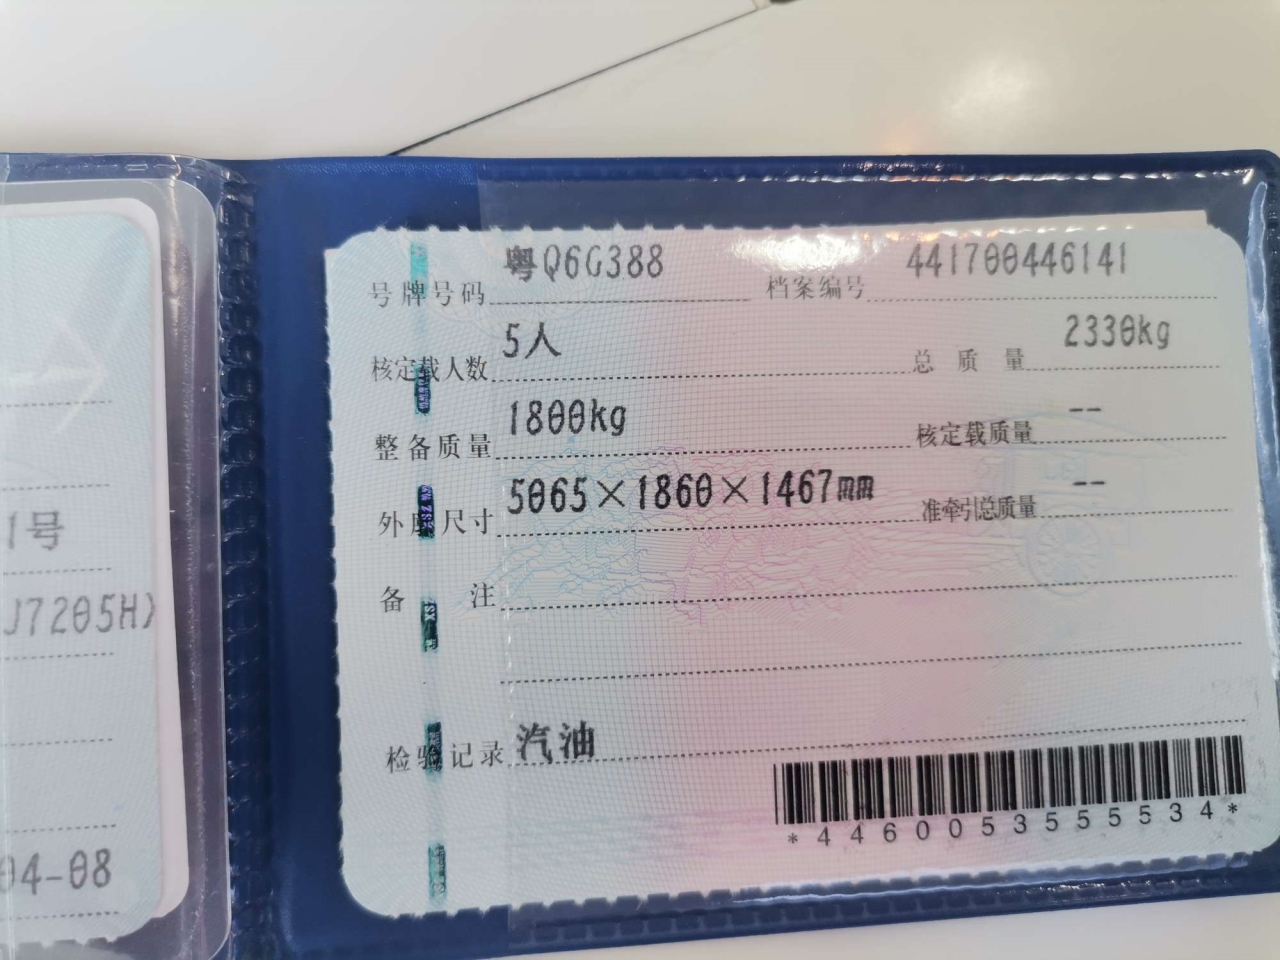 号牌号码 粤Q6G388 档案编号 441700446141
核定载人数 5人 总质量 2330kg
整备质量 1800kg 核定载质量 --
外廓尺寸 5065×1860×1467mm 准牵引总质量 --
备注
检验记录 汽油
*4460053555534*
1号
J7205H
04-08